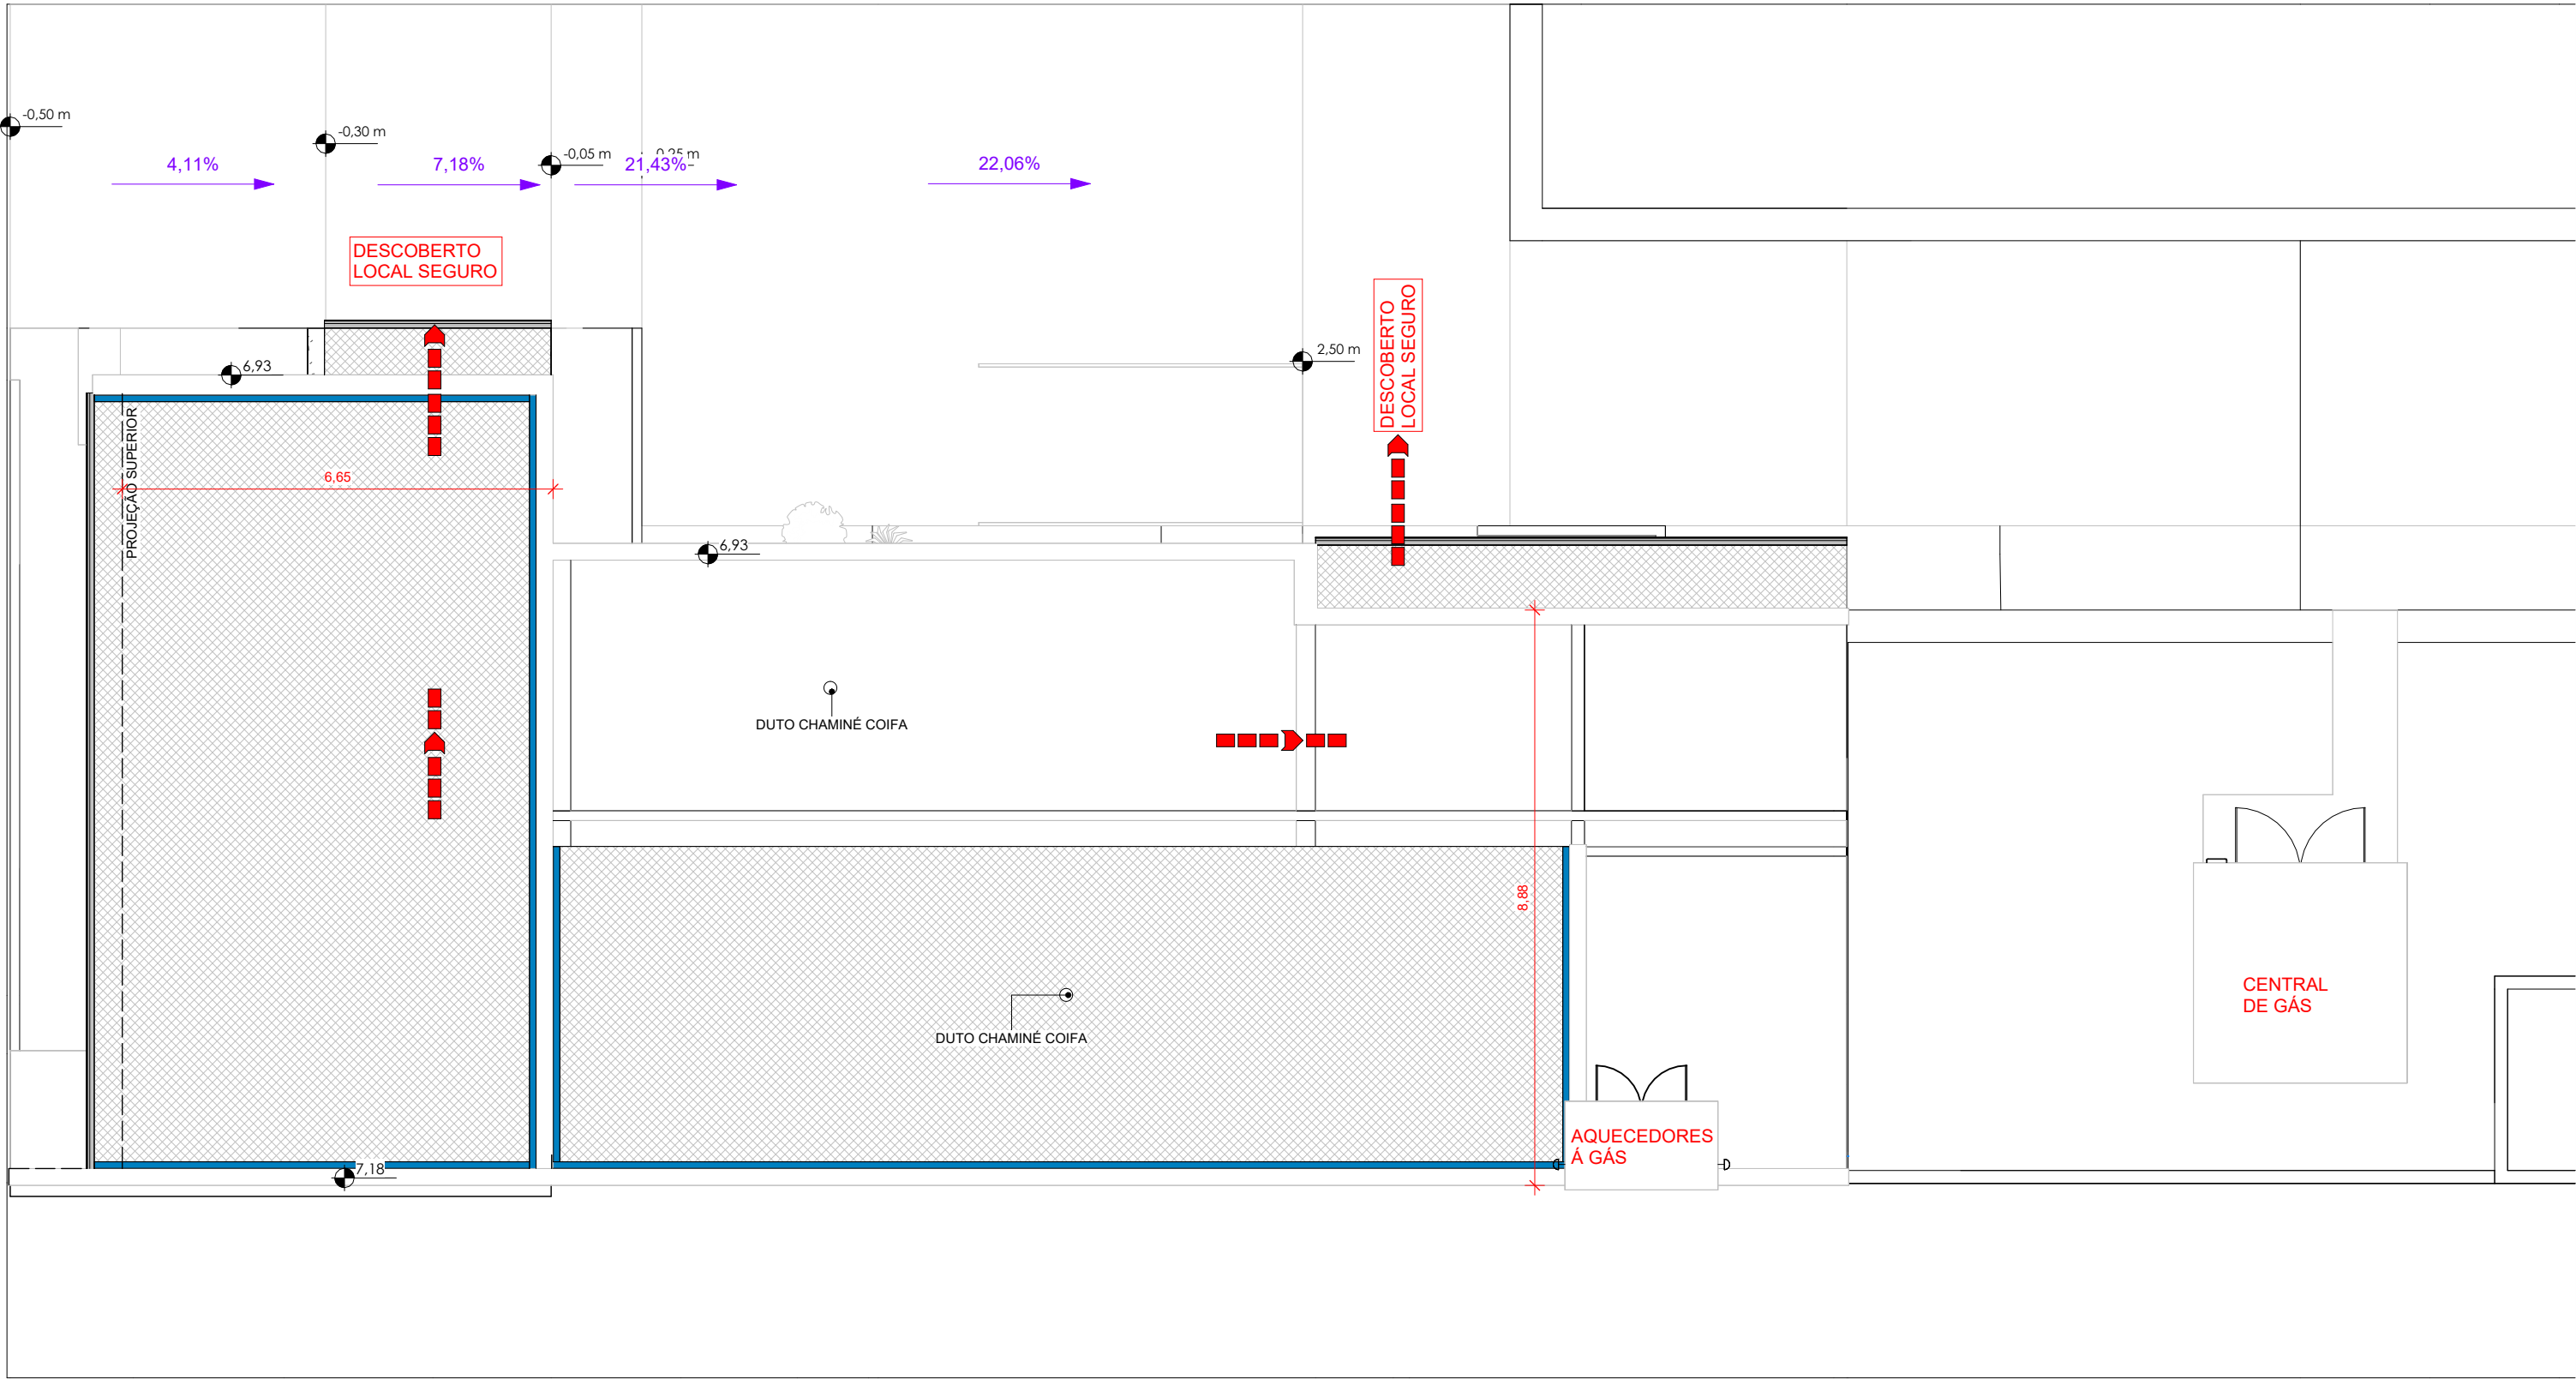 -0,50 m
-0,30 m
-0,05 m
0,25 m
4,11%
7,18%
21,43%
22,06%
DESCOBERTO
LOCAL SEGURO
DESCOBERTO
LOCAL SEGURO
2,50 m
6,93
PROJEÇÃO SUPERIOR
6,65
6,93
DUTO CHAMINÉ COIFA
8,88
CENTRAL
DE GÁS
DUTO CHAMINÉ COIFA
AQUECEDORES
Á GÁS
7,18